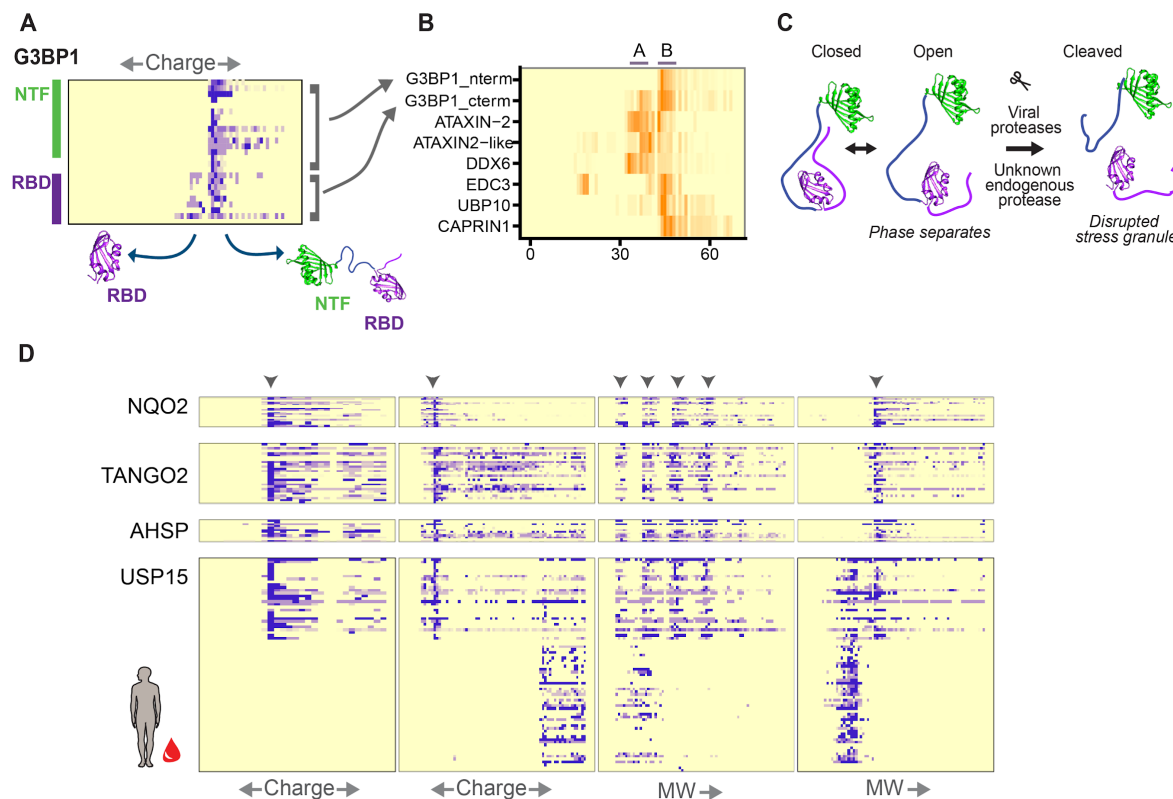 A
G3BP1
Charge
NTF
RBD
RBD
NTF
RBD
B
A B
G3BP1_nterm
G3BP1_cterm
ATAXIN-2
ATAXIN2-like
DDX6
EDC3
UBP10
CAPRIN1
0 30 60
C
Closed Open Cleaved
Viral
proteases
Unknown
endogenous
protease
Phase separates
Disrupted
stress granule
D
NQO2
TANGO2
AHSP
USP15
Charge Charge MW MW